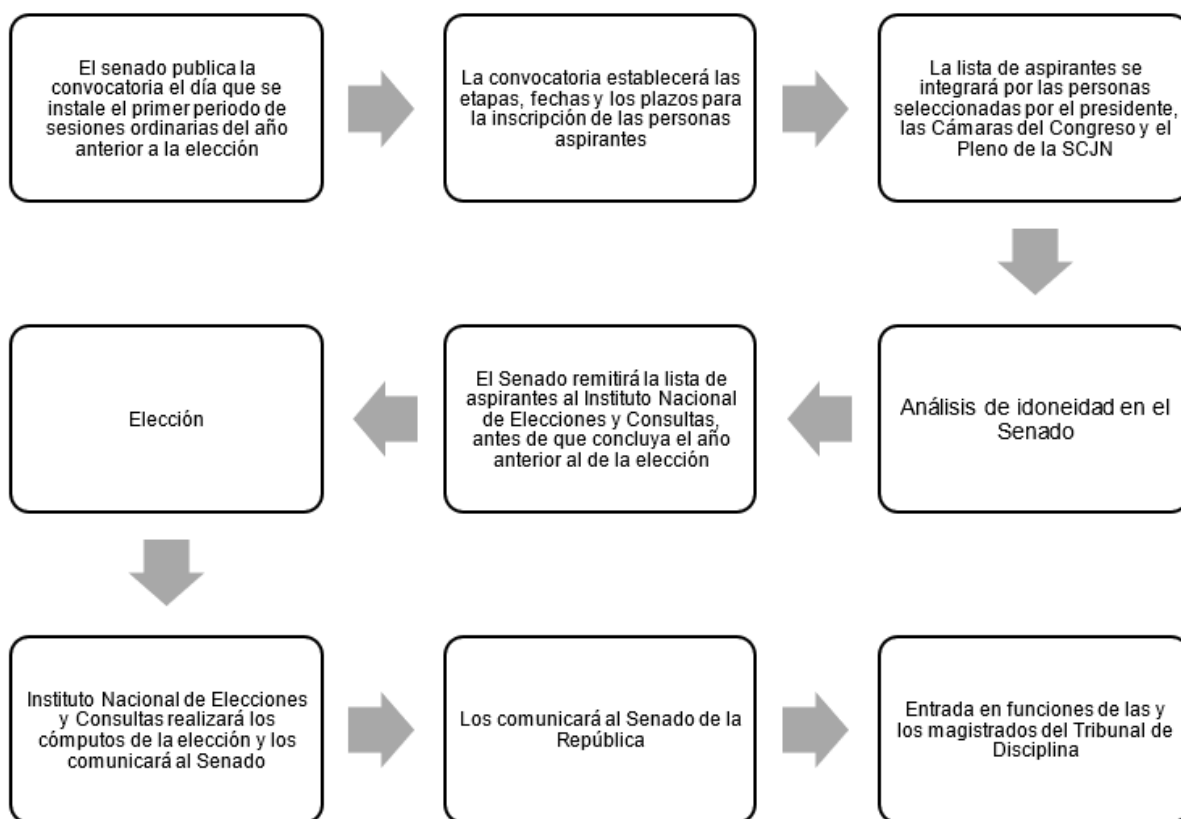 El senado publica la
convocatoria el día que se
instale el primer periodo de
sesiones ordinarias del año
anterior a la elección
La convocatoria establecerá las
etapas, fechas y los plazos para
la inscripción de las personas
aspirantes
La lista de aspirantes se
integrará por las personas
seleccionadas por el presidente,
las Cámaras del Congreso y el
Pleno de la SCJN
Análisis de idoneidad en el
Senado
El Senado remitirá la lista de
aspirantes al Instituto Nacional
de Elecciones y Consultas,
antes de que concluya el año
anterior al de la elección
Elección
Instituto Nacional de Elecciones
y Consultas realizará los
cómputos de la elección y los
comunicará al Senado
Los comunicará al Senado de la
República
Entrada en funciones de las y
los magistrados del Tribunal de
Disciplina